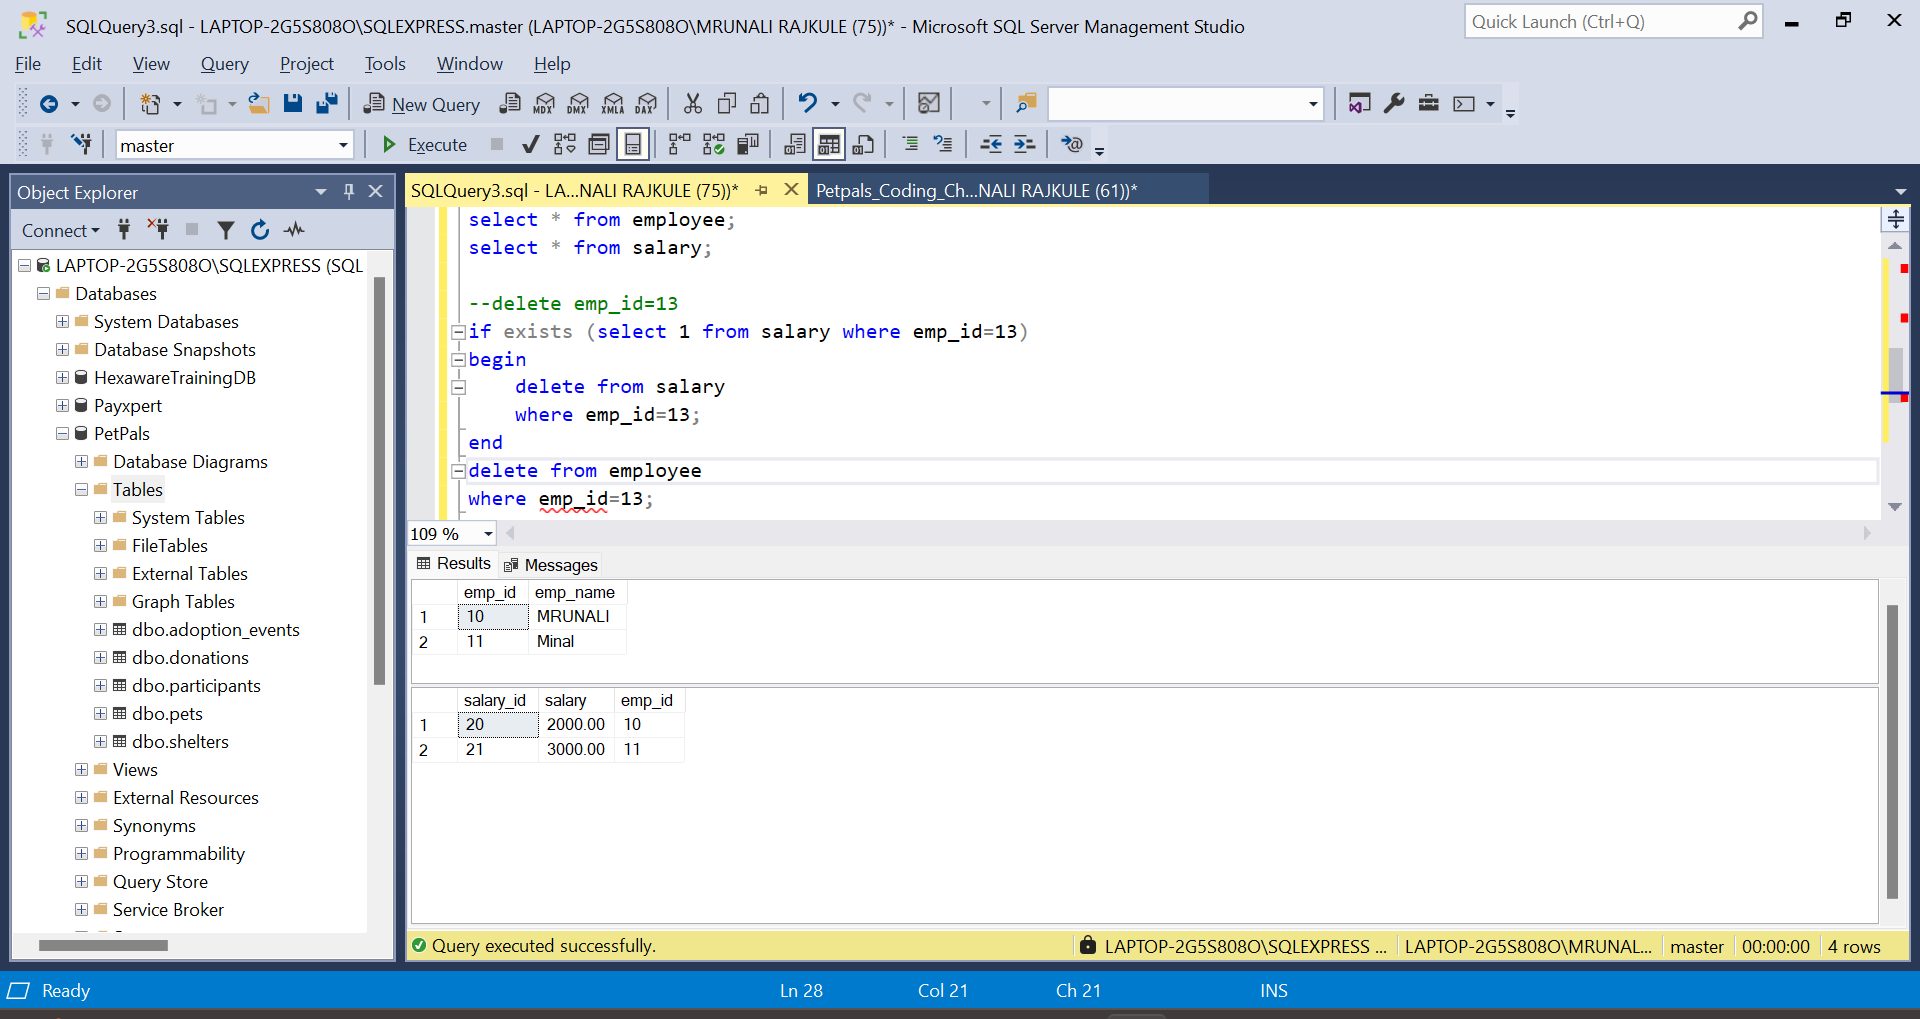 SQLQuery3.sql - LAPTOP-2G5S808O\SQLEXPRESS.master (LAPTOP-2G5S808O\MRUNALI RAJKULE (75))* - Microsoft SQL Server Management Studio
Quick Launch (Ctrl+Q)
File Edit View Query Project Tools Window Help
New Query MDX DMX XMLA DAX
master Execute
Object Explorer
SQLQuery3.sql - LA...NALI RAJKULE (75))* Petpals_Coding_Ch...NALI RAJKULE (61))*
Connect
LAPTOP-2G5S808O\SQLEXPRESS (SQL
Databases
System Databases
Database Snapshots
HexawareTrainingDB
Payxpert
PetPals
Database Diagrams
Tables
System Tables
FileTables
External Tables
Graph Tables
dbo.adoption_events
dbo.donations
dbo.participants
dbo.pets
dbo.shelters
Views
External Resources
Synonyms
Programmability
Query Store
Service Broker
select * from employee;
select * from salary;
--delete emp_id=13
if exists (select 1 from salary where emp_id=13)
begin
delete from salary
where emp_id=13;
end
delete from employee
where emp_id=13;
109 %
Results Messages
emp_id emp_name
1 10 MRUNALI
2 11 Minal
salary_id salary emp_id
1 20 2000.00 10
2 21 3000.00 11
Query executed successfully. LAPTOP-2G5S808O\SQLEXPRESS ... LAPTOP-2G5S808O\MRUNAL... master 00:00:00 4 rows
Ready Ln 28 Col 21 Ch 21 INS